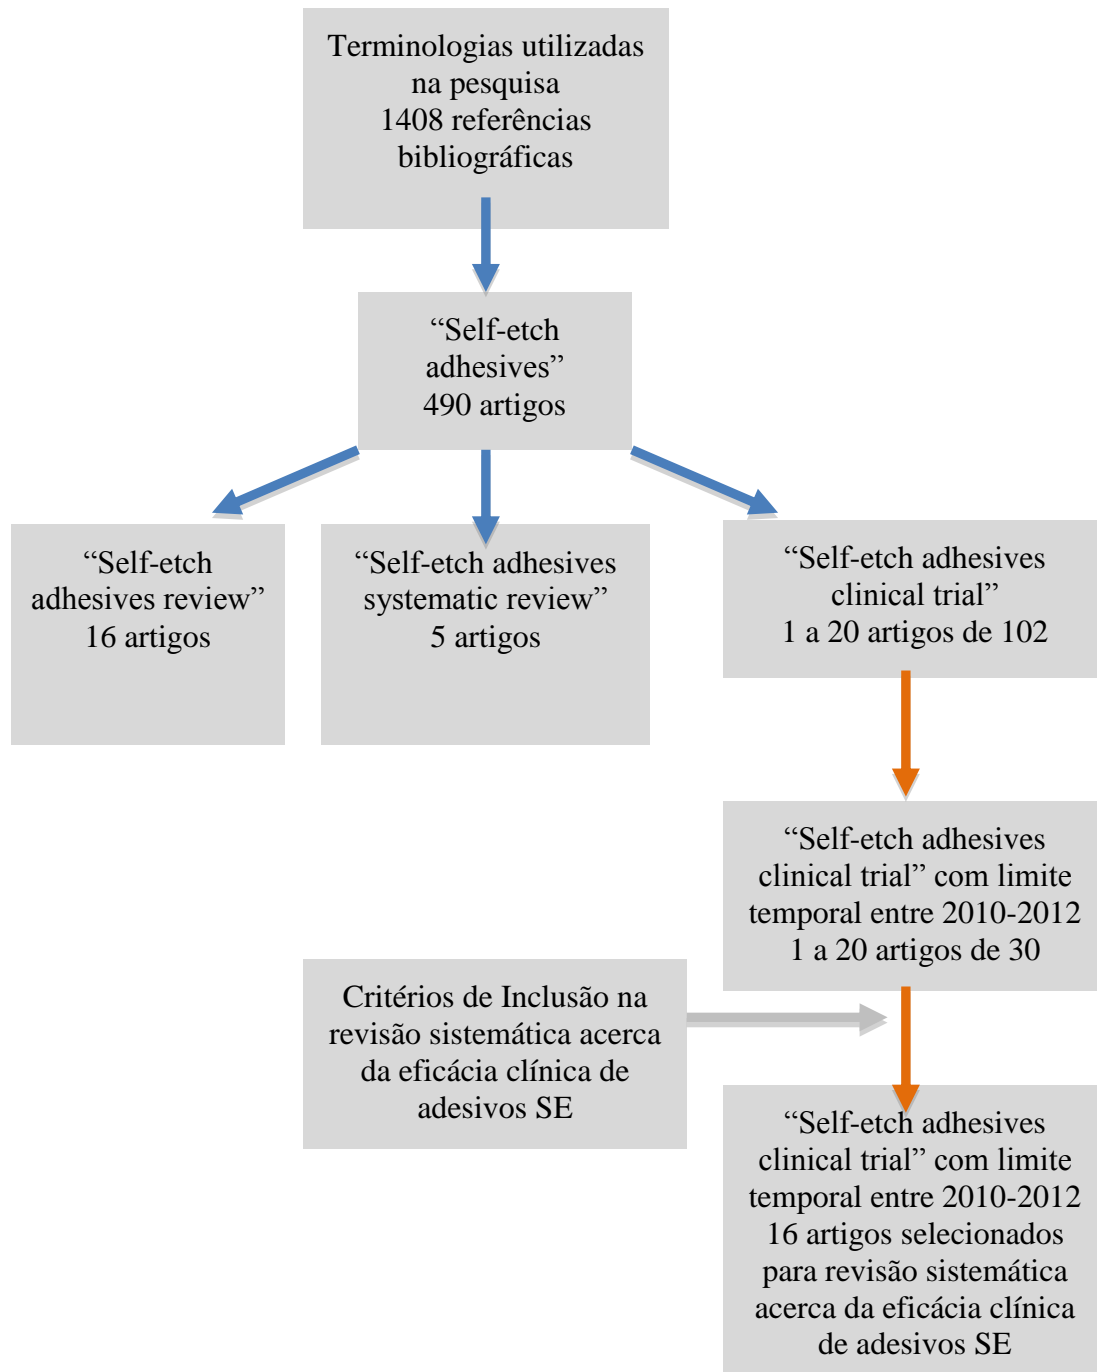 Terminologias utilizadas
na pesquisa
1408 referências
bibliográficas
“Self-etch
adhesives”
490 artigos
“Self-etch
adhesives review”
16 artigos
“Self-etch adhesives
systematic review”
5 artigos
“Self-etch adhesives
clinical trial”
1 a 20 artigos de 102
“Self-etch adhesives
clinical trial” com limite
temporal entre 2010-2012
1 a 20 artigos de 30
Critérios de Inclusão na
revisão sistemática acerca
da eficácia clínica de
adesivos SE
“Self-etch adhesives
clinical trial” com limite
temporal entre 2010-2012
16 artigos selecionados
para revisão sistemática
acerca da eficácia clínica
de adesivos SE